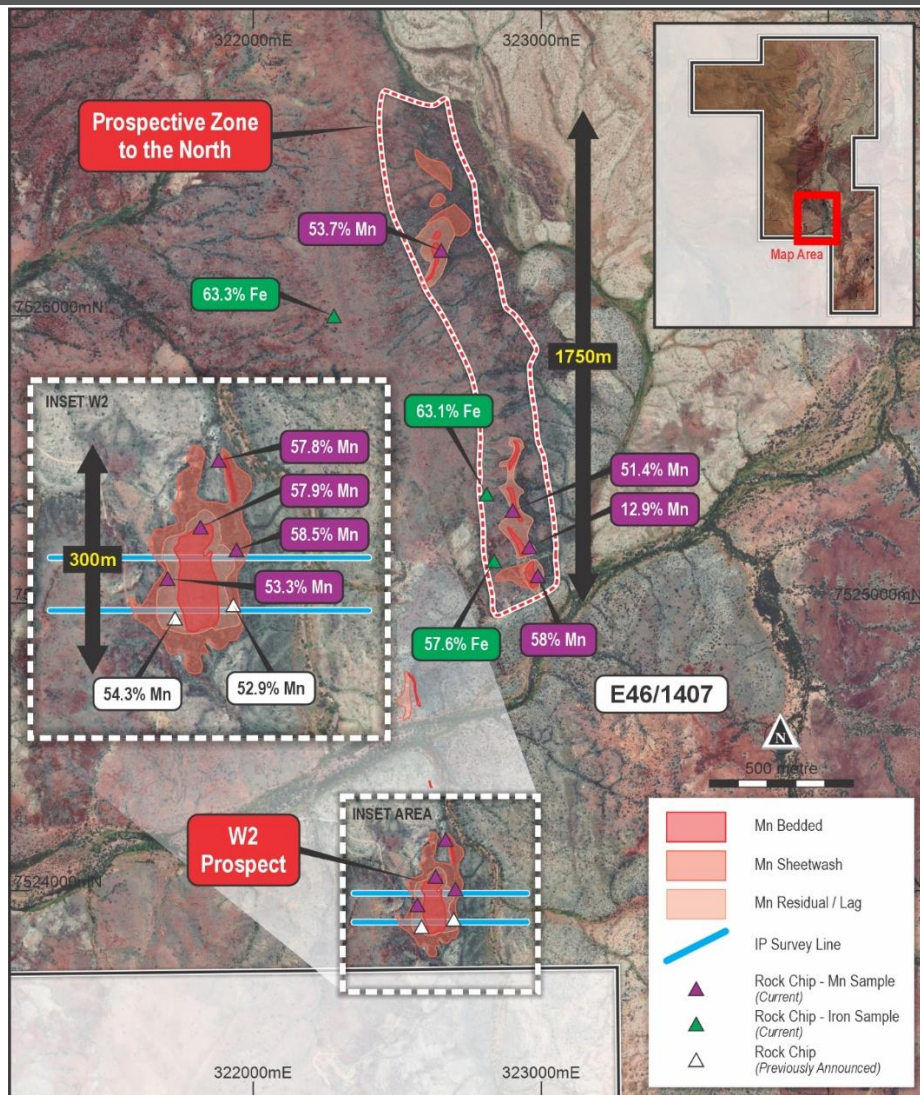 322000mE
323000mE
Prospective Zone
to the North
Map Area
53.7% Mn
63.3% Fe
7526000mN
1750m
INSET W2
57.8% Mn
57.9% Mn
58.5% Mn
300m
53.3% Mn
54.3% Mn
52.9% Mn
63.1% Fe
51.4% Mn
12.9% Mn
7525000mN
57.6% Fe
58% Mn
E46/1407
N
500 metre
INSET AREA
W2
Prospect
7524000mN
Mn Bedded
Mn Sheetwash
Mn Residual / Lag
IP Survey Line
Rock Chip - Mn Sample
(Current)
Rock Chip - Iron Sample
(Current)
Rock Chip
(Previously Announced)
322000mE
323000mE